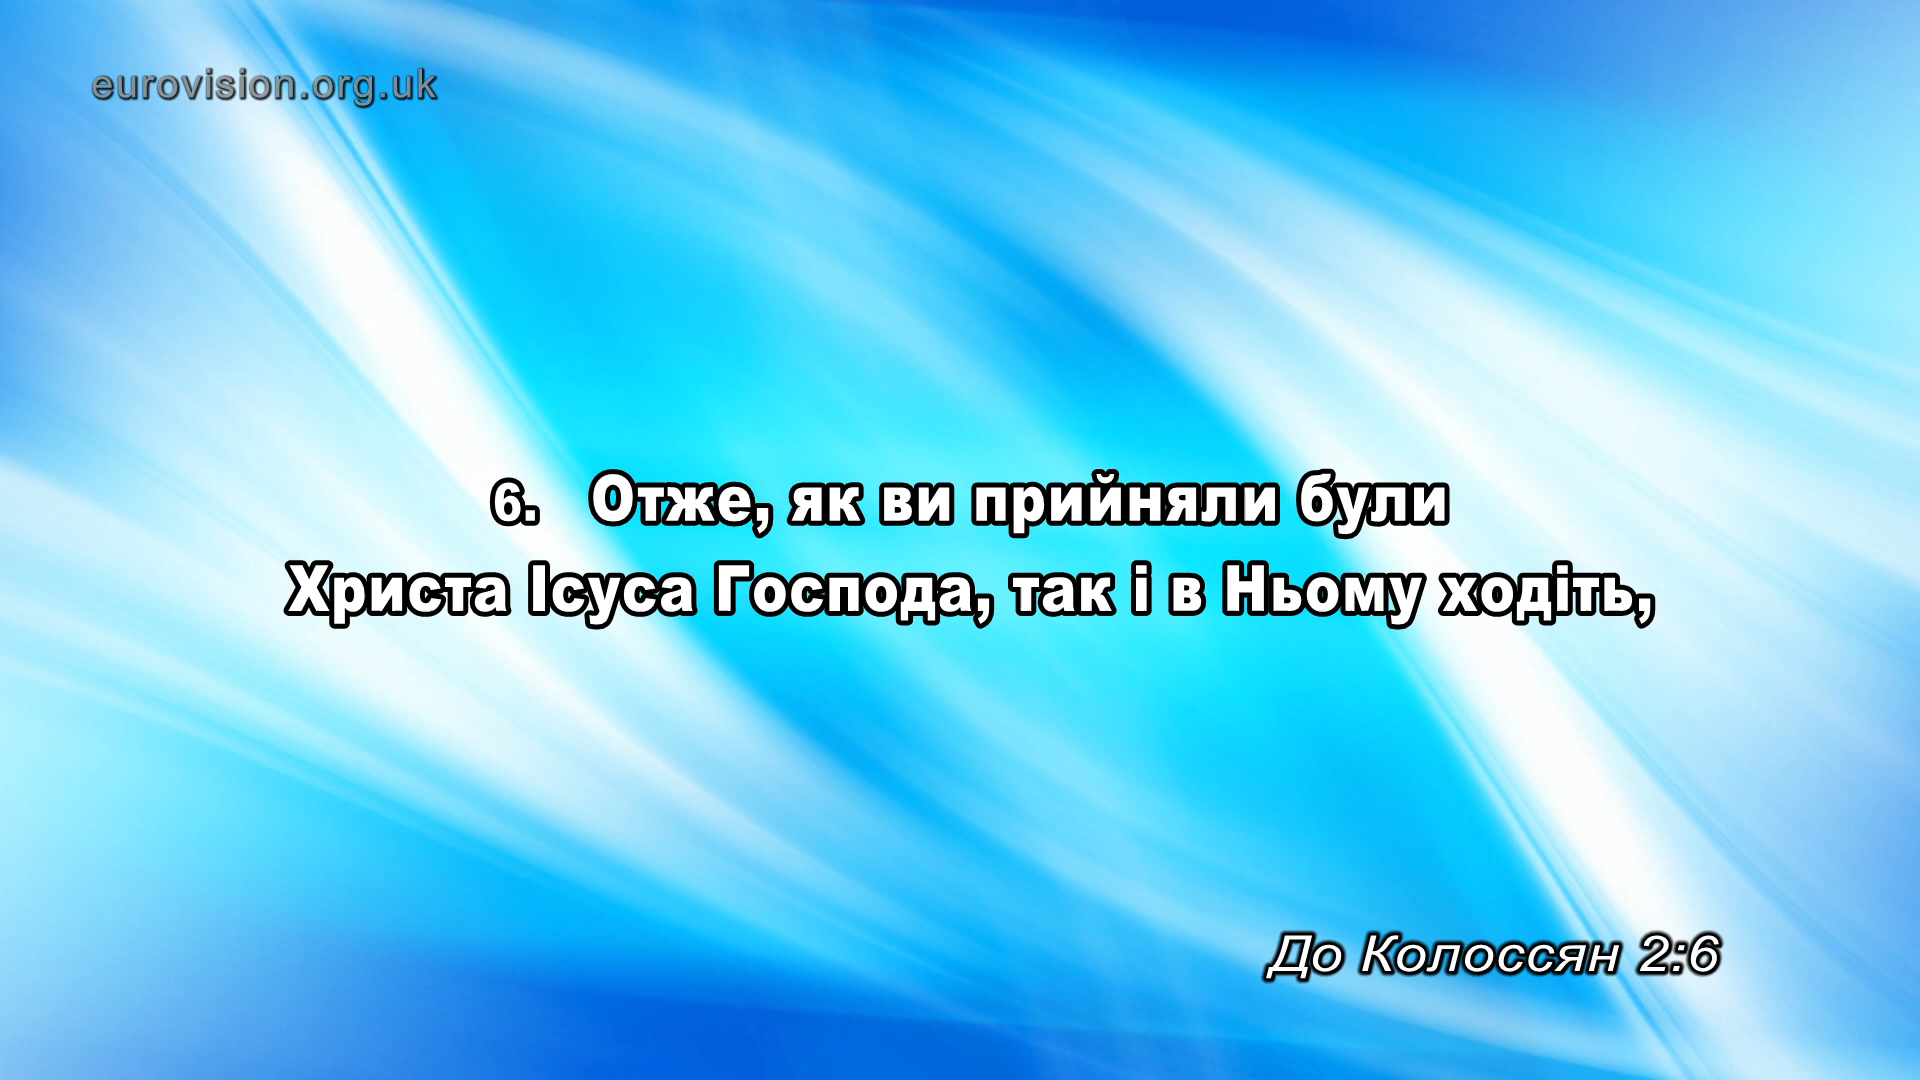 eurovision.org.uk
6. Отже, як ви прийняли були
Христа Ісуса Господа, так і в Ньому ходіть,
До Колоссян 2:6